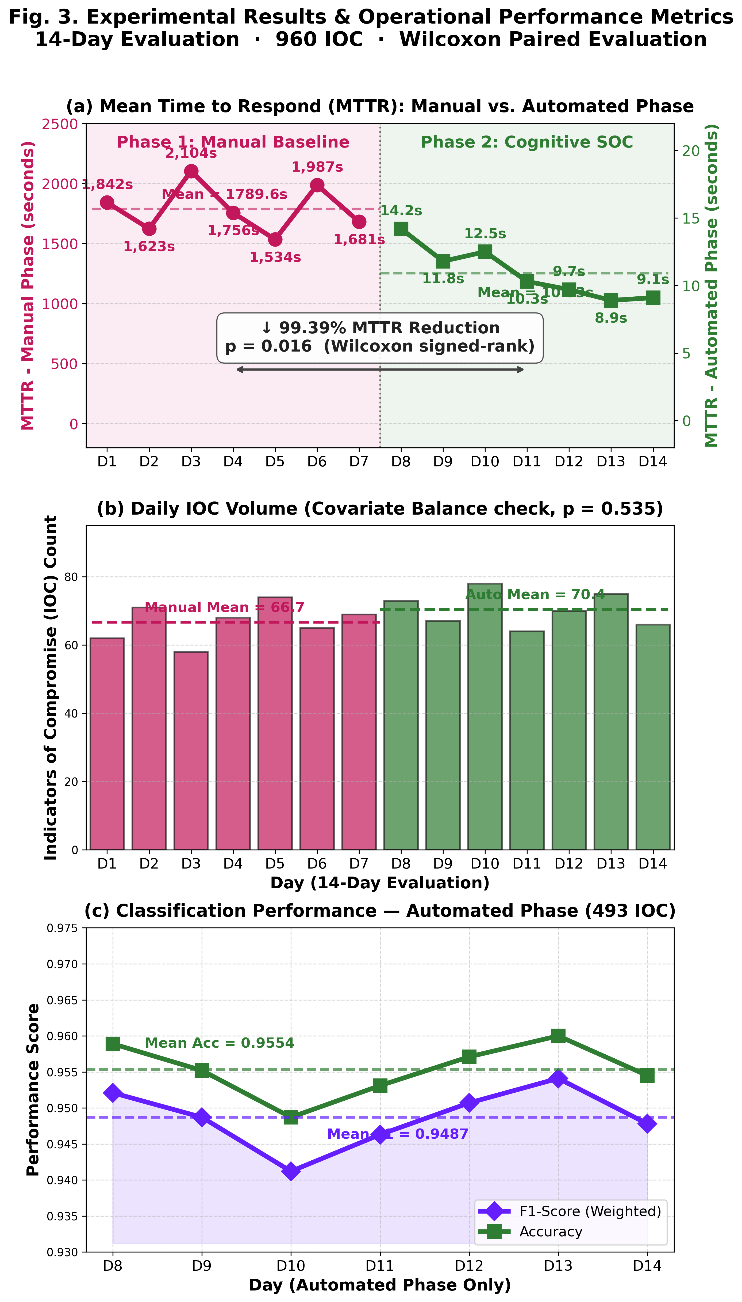 Fig. 3. Experimental Results & Operational Performance Metrics
14-Day Evaluation · 960 IOC · Wilcoxon Paired Evaluation
(a) Mean Time to Respond (MTTR): Manual vs. Automated Phase
MTTR - Manual Phase (seconds)
2500
2000
1500
1000
500
0
Phase 1: Manual Baseline
Phase 2: Cognitive SOC
1,842s
1,623s
2,104s
1,756s
1,534s
1,987s
1,681s
Mean = 1789.6s
14.2s
11.8s
12.5s
10.3s
9.7s
8.9s
9.1s
Mean =
↓ 99.39% MTTR Reduction
p = 0.016 (Wilcoxon signed-rank)
20
15
10
5
0
MTTR - Automated Phase (seconds)
D1 D2 D3 D4 D5 D6 D7 D8 D9 D10 D11 D12 D13 D14
(b) Daily IOC Volume (Covariate Balance check, p = 0.535)
Indicators of Compromise (IOC) Count
80
60
40
20
0
Manual Mean = 66.7
Auto Mean = 70.4
D1 D2 D3 D4 D5 D6 D7 D8 D9 D10 D11 D12 D13 D14
Day (14-Day Evaluation)
(c) Classification Performance — Automated Phase (493 IOC)
Performance Score
0.975
0.970
0.965
0.960
0.955
0.950
0.945
0.940
0.935
0.930
Mean Acc = 0.9554
Mean F1 = 0.9487
F1-Score (Weighted)
Accuracy
D8 D9 D10 D11 D12 D13 D14
Day (Automated Phase Only)